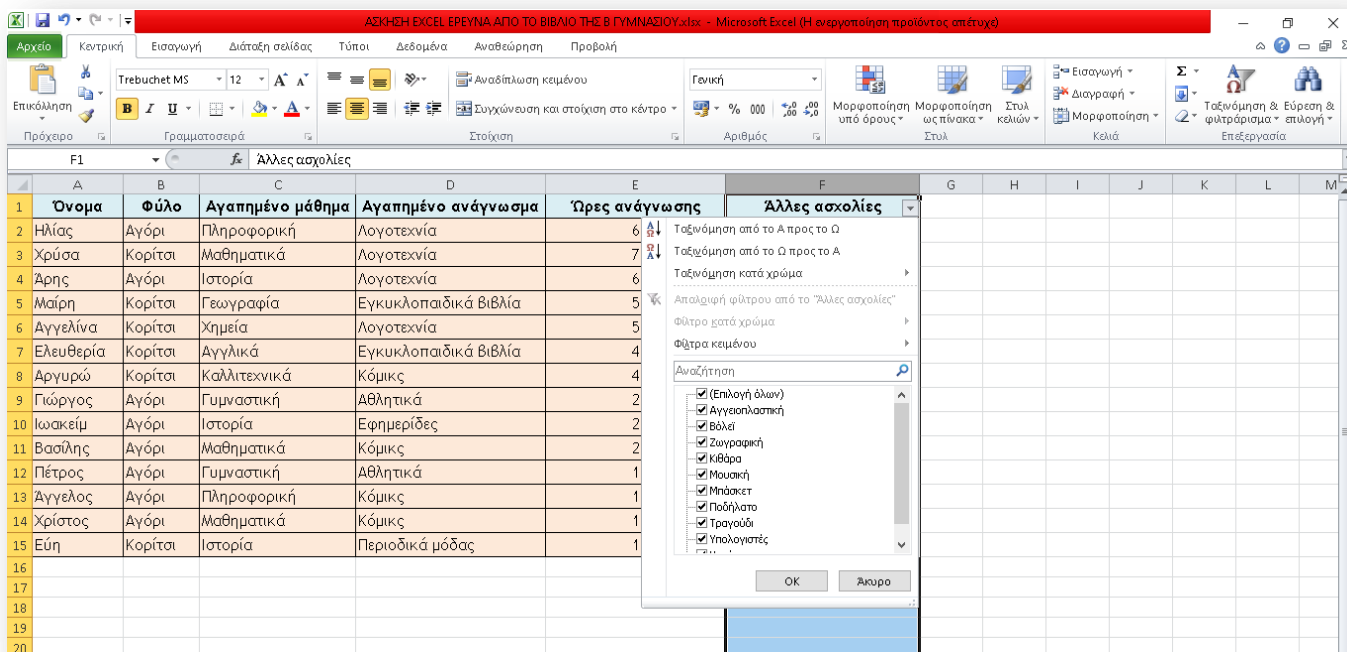 ΑΣΚΗΣΗ EXCEL ΕΡΕΥΝΑ ΑΠΟ ΤΟ ΒΙΒΛΙΟ ΤΗΣ Β ΓΥΜΝΑΣΙΟΥ.xlsx - Microsoft Excel (Η ενεργοποίηση προϊόντος απέτυχε)
Αρχείο Κεντρική Εισαγωγή Διάταξη σελίδας Τύποι Δεδομένα Αναθεώρηση Προβολή
Επικόλληση
Πρόχειρο
Trebuchet MS 12
B I U
Γραμματοσειρά
Αναδίπλωση κειμένου
Συγχώνευση και στοίχιση στο κέντρο
Στοίχιση
Γενική
% 000
Αριθμός
Μορφοποίηση υπό όρους
Μορφοποίηση ως πίνακα
Στυλ κελιών
Στυλ
Εισαγωγή
Διαγραφή
Μορφοποίηση
Κελιά
Ταξινόμηση & φιλτράρισμα
Εύρεση & επιλογή
Επεξεργασία
F1 fx Άλλες ασχολίες
A B C D E F G H I J K L M
1 Όνομα Φύλο Αγαπημένο μάθημα Αγαπημένο ανάγνωσμα Ώρες ανάγνωσης Άλλες ασχολίες
2 Ηλίας Αγόρι Πληροφορική Λογοτεχνία 6
3 Χρύσα Κορίτσι Μαθηματικά Λογοτεχνία 7
4 Άρης Αγόρι Ιστορία Λογοτεχνία 6
5 Μαίρη Κορίτσι Γεωγραφία Εγκυκλοπαιδικά βιβλία 5
6 Αγγελίνα Κορίτσι Χημεία Λογοτεχνία 5
7 Ελευθερία Κορίτσι Αγγλικά Εγκυκλοπαιδικά βιβλία 4
8 Αργυρώ Κορίτσι Καλλιτεχνικά Κόμικς 4
9 Γιώργος Αγόρι Γυμναστική Αθλητικά 2
10 Ιωακείμ Αγόρι Ιστορία Εφημερίδες 2
11 Βασίλης Αγόρι Μαθηματικά Κόμικς 2
12 Πέτρος Αγόρι Γυμναστική Αθλητικά 1
13 Άγγελος Αγόρι Πληροφορική Κόμικς 1
14 Χρίστος Αγόρι Μαθηματικά Κόμικς 1
15 Εύη Κορίτσι Ιστορία Περιοδικά μόδας 1
16
17
18
19
20
Ταξινόμηση από το Α προς το Ω
Ταξινόμηση από το Ω προς το Α
Ταξινόμηση κατά χρώμα
Απαλοιφή φίλτρου από το "Άλλες ασχολίες"
Φίλτρο κατά χρώμα
Φίλτρα κειμένου
Αναζήτηση
(Επιλογή όλων)
Αγγειοπλαστική
Βόλεϊ
Ζωγραφική
Κιθάρα
Μουσική
Μπάσκετ
Ποδήλατο
Τραγούδι
Υπολογιστές
OK Άκυρο